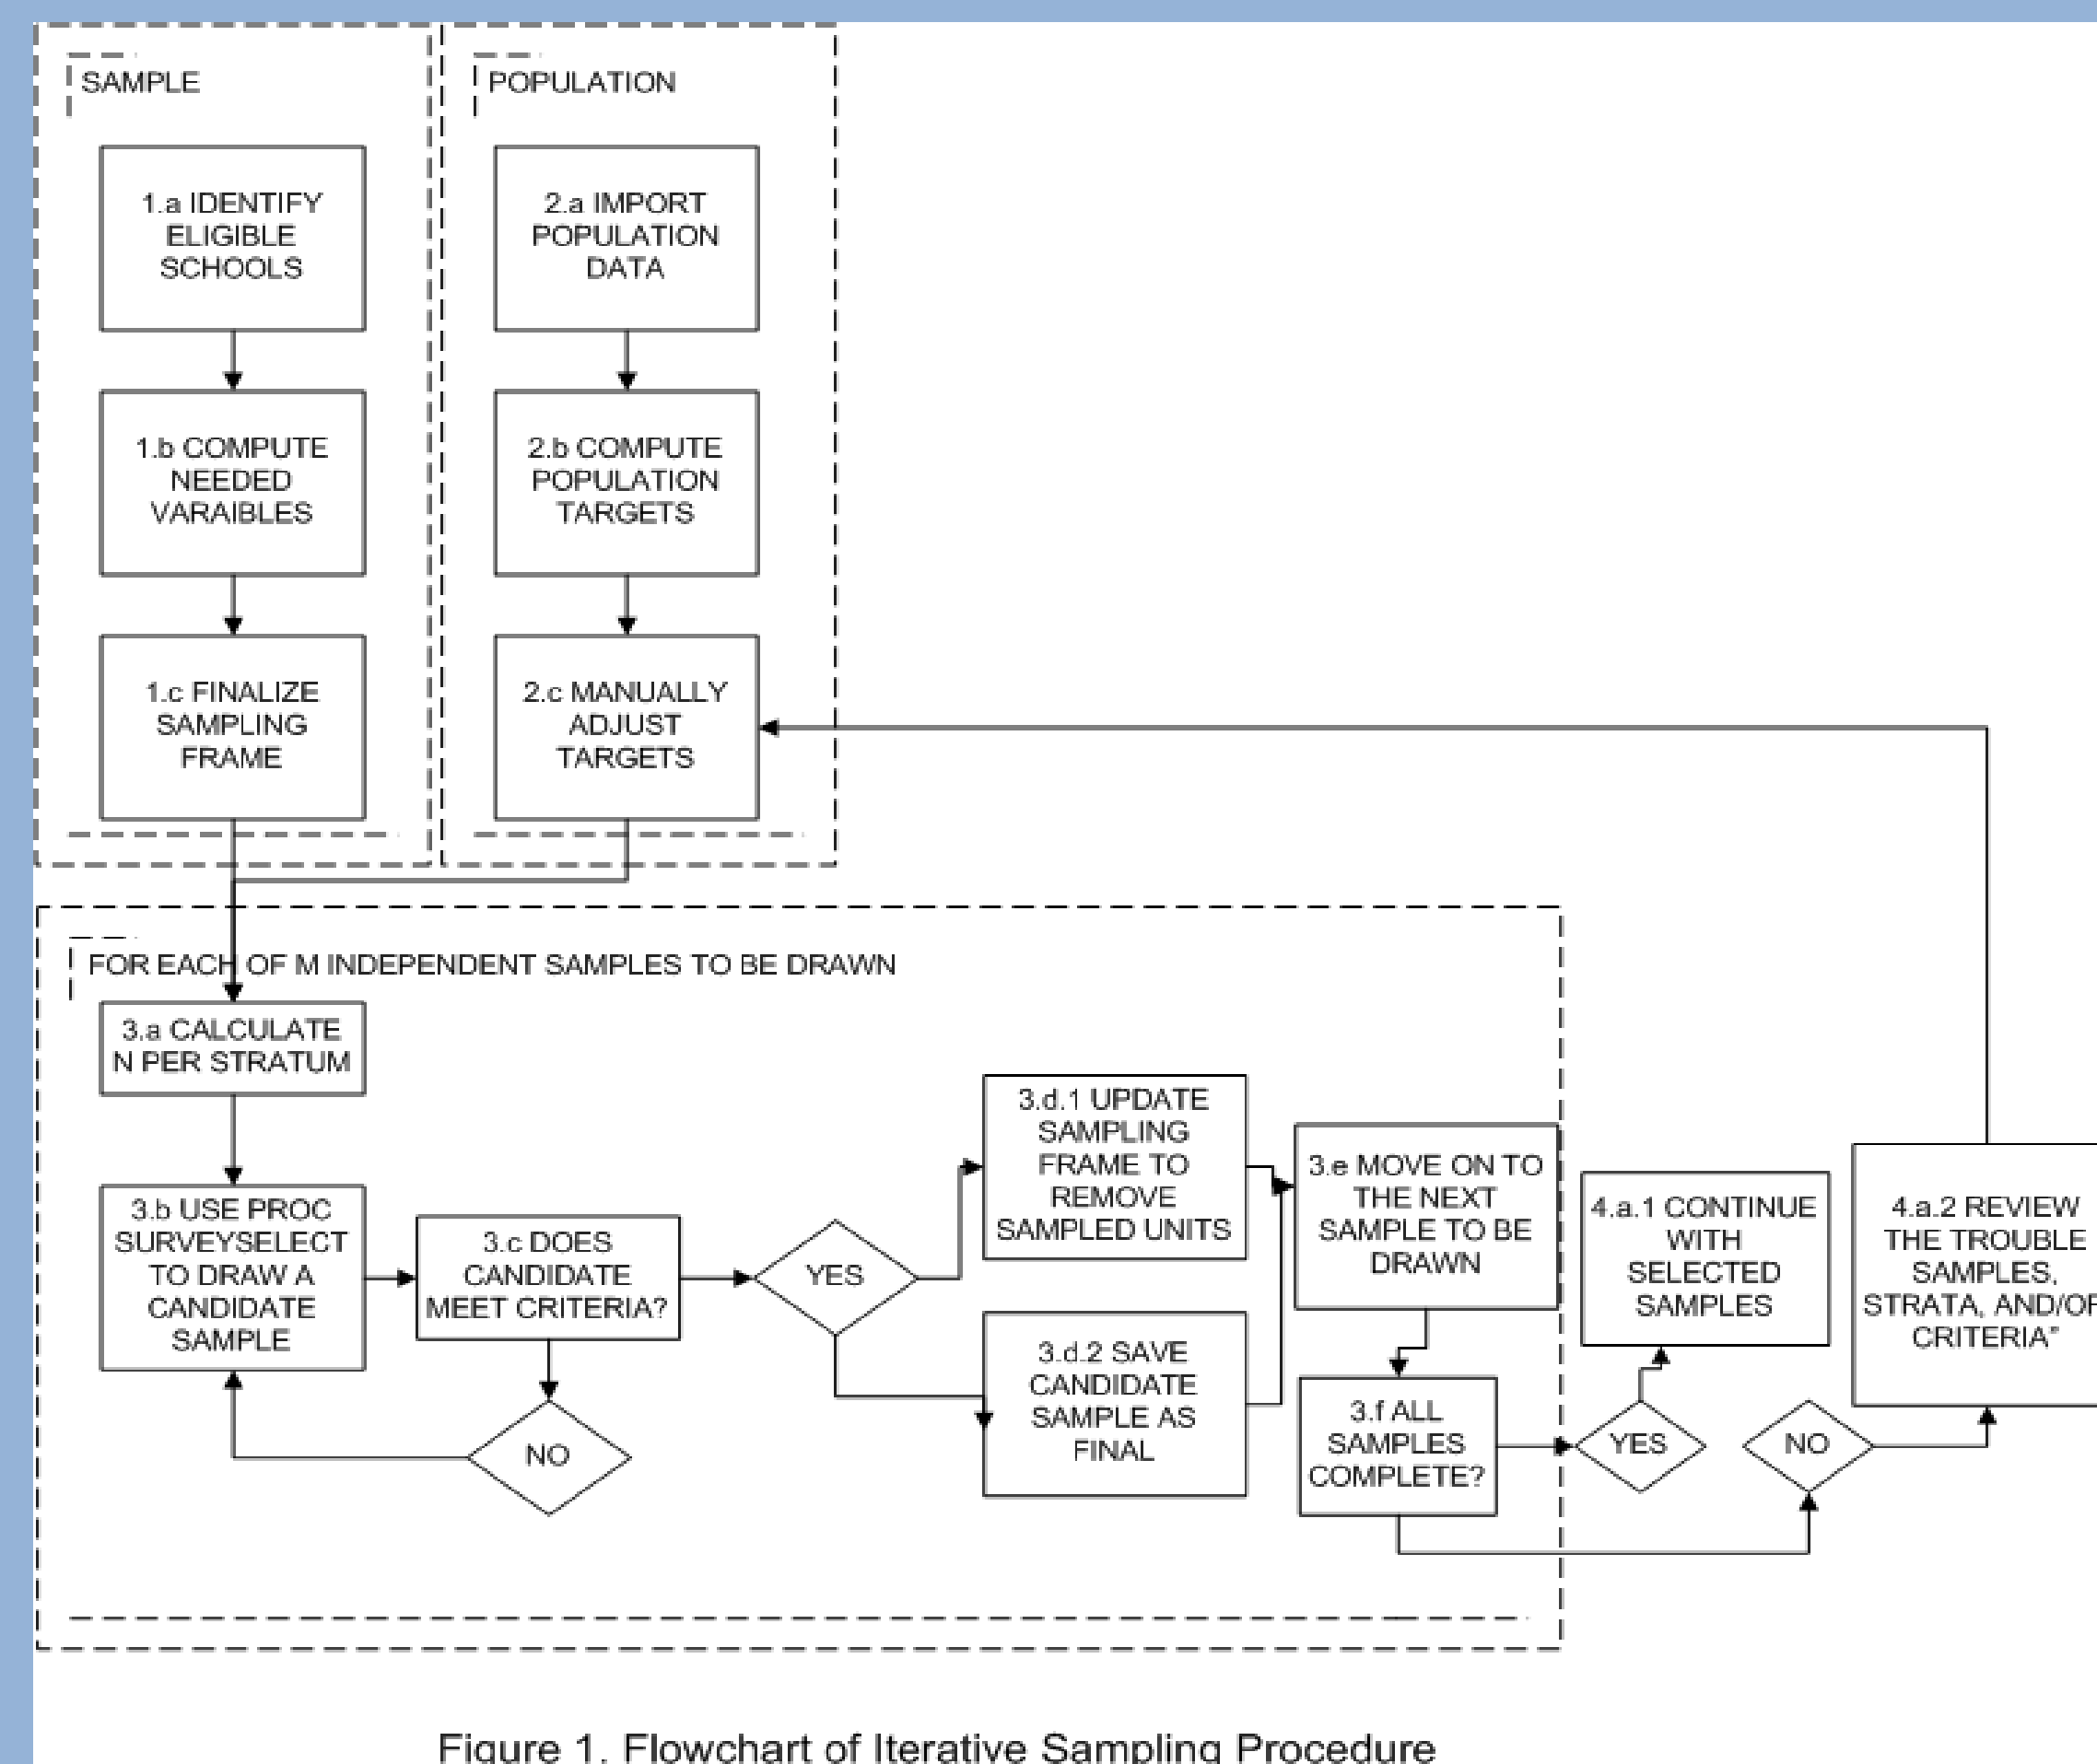 SAMPLE
1.a IDENTIFY
ELIGIBLE
SCHOOLS
1.b COMPUTE
NEEDED
VARAIBLES
1.c FINALIZE
SAMPLING
FRAME
POPULATION
2.a IMPORT
POPULATION
DATA
2.b COMPUTE
POPULATION
TARGETS
2.c MANUALLY
ADJUST
TARGETS
FOR EACH OF M INDEPENDENT SAMPLES TO BE DRAWN
3.a CALCULATE
N PER STRATUM
3.b USE PROC
SURVEYSELECT
TO DRAW A
CANDIDATE
SAMPLE
3.c DOES
CANDIDATE
MEET CRITERIA?
NO
YES
3.d.1 UPDATE
SAMPLING
FRAME TO
REMOVE
SAMPLED UNITS
3.d.2 SAVE
CANDIDATE
SAMPLE AS
FINAL
3.e MOVE ON TO
THE NEXT
SAMPLE TO BE
DRAWN
3.f ALL
SAMPLES
COMPLETE?
YES
NO
4.a.1 CONTINUE
WITH
SELECTED
SAMPLES
4.a.2 REVIEW
THE TROUBLE
SAMPLES,
STRATA, AND/OR
CRITERIA"
Figure 1. Flowchart of Iterative Sampling Procedure